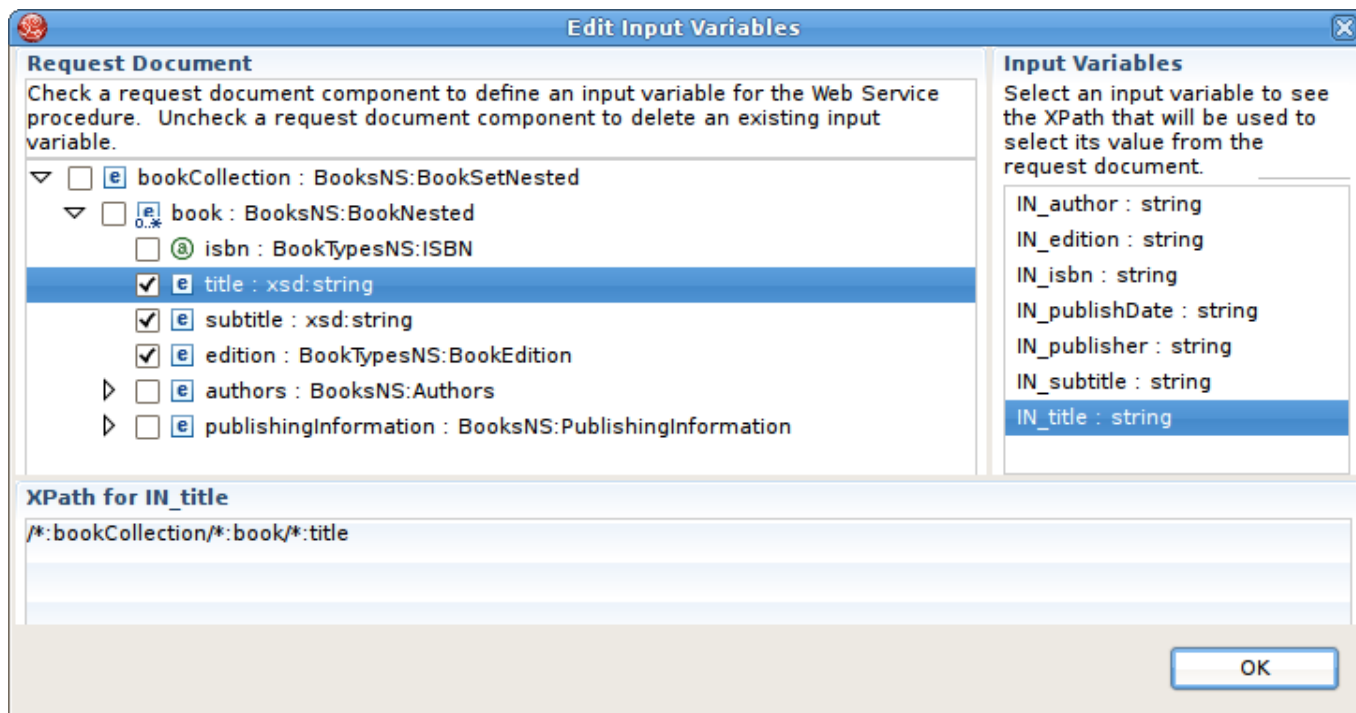 Edit Input Variables
Request Document
Check a request document component to define an input variable for the Web Service
procedure.  Uncheck a request document component to delete an existing input
variable.
e bookCollection : BooksNS:BookSetNested
e 0..* book : BooksNS:BookNested
a isbn : BookTypesNS:ISBN
e title : xsd:string
e subtitle : xsd:string
e edition : BookTypesNS:BookEdition
e authors : BooksNS:Authors
e publishingInformation : BooksNS:PublishingInformation
Input Variables
Select an input variable to see
the XPath that will be used to
select its value from the
request document.
IN_author : string
IN_edition : string
IN_isbn : string
IN_publishDate : string
IN_publisher : string
IN_subtitle : string
IN_title : string
XPath for IN_title
/*:bookCollection/*:book/*:title
OK